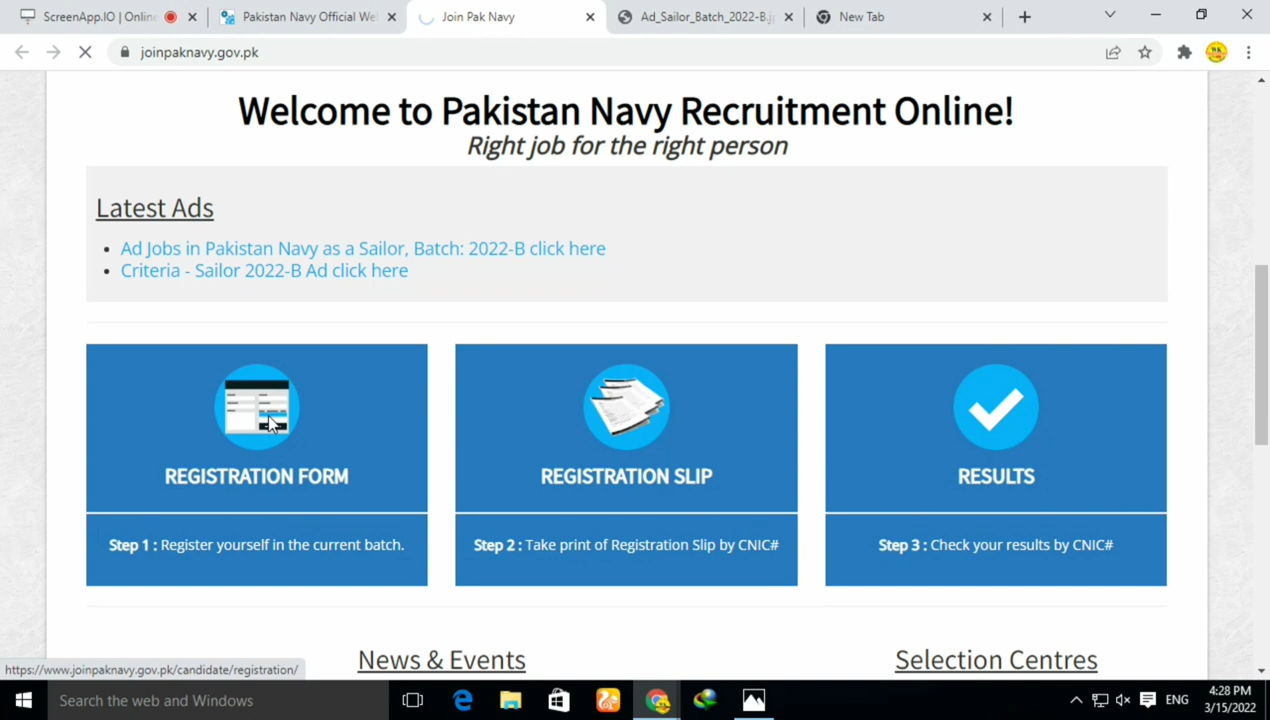 ScreenApp.IO | Online
Pakistan Navy Official We
Join Pak Navy
Ad_Sailor_Batch_2022-B.j
New Tab
joinpaknavy.gov.pk
Welcome to Pakistan Navy Recruitment Online!
Right job for the right person
Latest Ads
Ad Jobs in Pakistan Navy as a Sailor, Batch: 2022-B click here
Criteria - Sailor 2022-B Ad click here
REGISTRATION FORM
Step 1 : Register yourself in the current batch.
REGISTRATION SLIP
Step 2 : Take print of Registration Slip by CNIC#
RESULTS
Step 3 : Check your results by CNIC#
News & Events
Selection Centres
https://www.joinpaknavy.gov.pk/candidate/registration/
Search the web and Windows
ENG
4:28 PM
3/15/2022